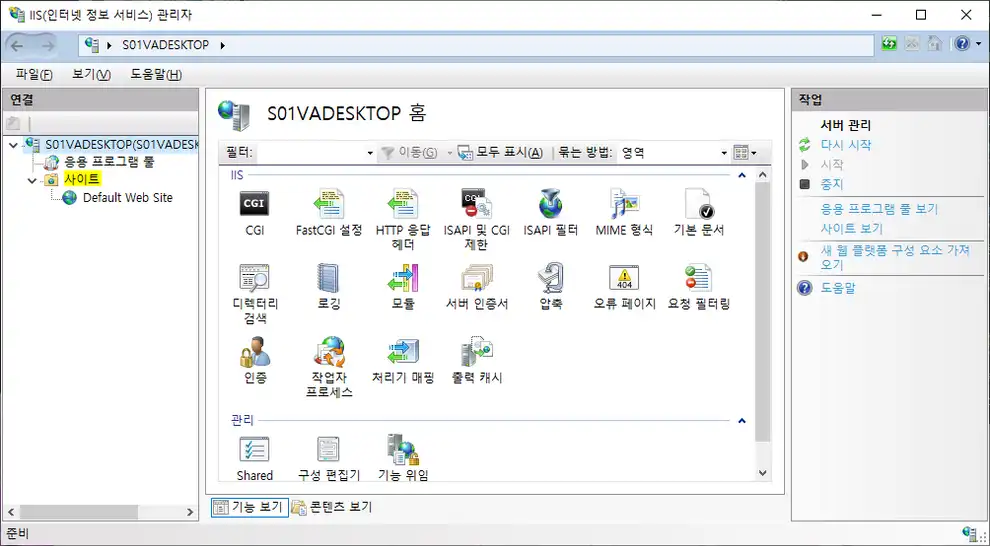 IIS(인터넷 정보 서비스) 관리자
S01VADESKTOP
파일(F) 보기(V) 도움말(H)
연결
S01VADESKTOP(S01VADESK
응용 프로그램 풀
사이트
Default Web Site
S01VADESKTOP 홈
필터: 이동(G) 모두 표시(A) 묶는 방법: 영역
IIS
CGI
CGI
CGI
FastCGI 설정
HTTP 응답
헤더
ISAPI 및 CGI
제한
ISAPI 필터
MIME 형식
기본 문서
디렉터리
검색
로깅
모듈
서버 인증서
압축
404
오류 페이지
요청 필터링
인증
작업자
프로세스
처리기 매핑
출력 캐시
관리
Shared
구성 편집기
기능 위임
기능 보기 콘텐츠 보기
작업
서버 관리
다시 시작
시작
중지
응용 프로그램 풀 보기
사이트 보기
새 웹 플랫폼 구성 요소 가져
오기
도움말
준비